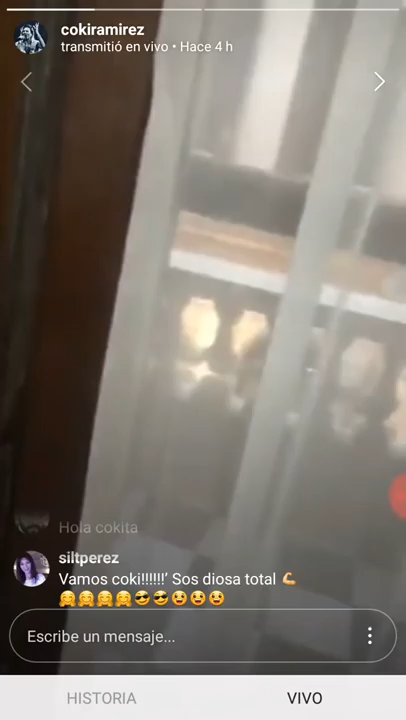 cokiramirez
transmitió en vivo • Hace 4 h
Hola cokita
siltperez
Vamos coki!!!!!!’ Sos diosa total 💪🏼
🤗🤗🤗🤗😎😎😆😆😆
Escribe un mensaje...
HISTORIA
VIVO